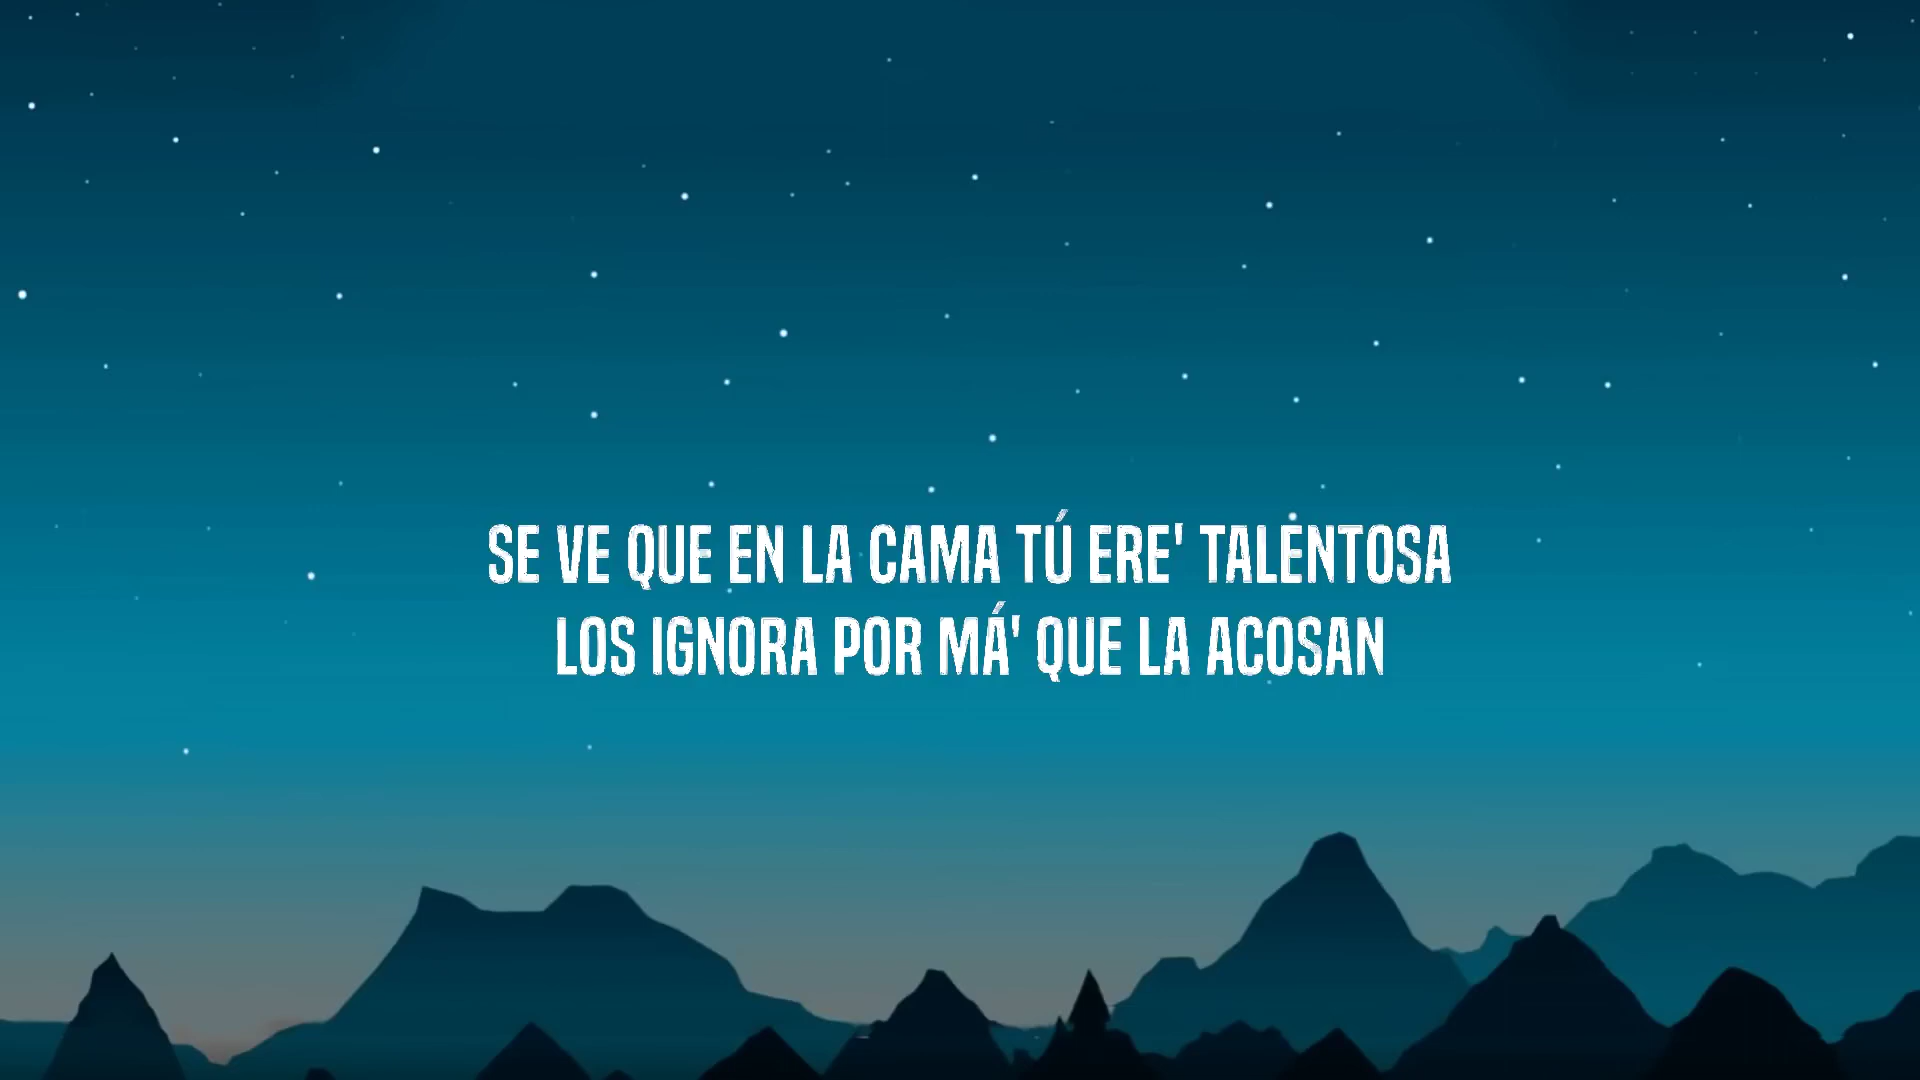 SE VE QUE EN LA CAMA TÚ ERE' TALENTOSA
LOS IGNORA POR MÁ' QUE LA ACOSAN